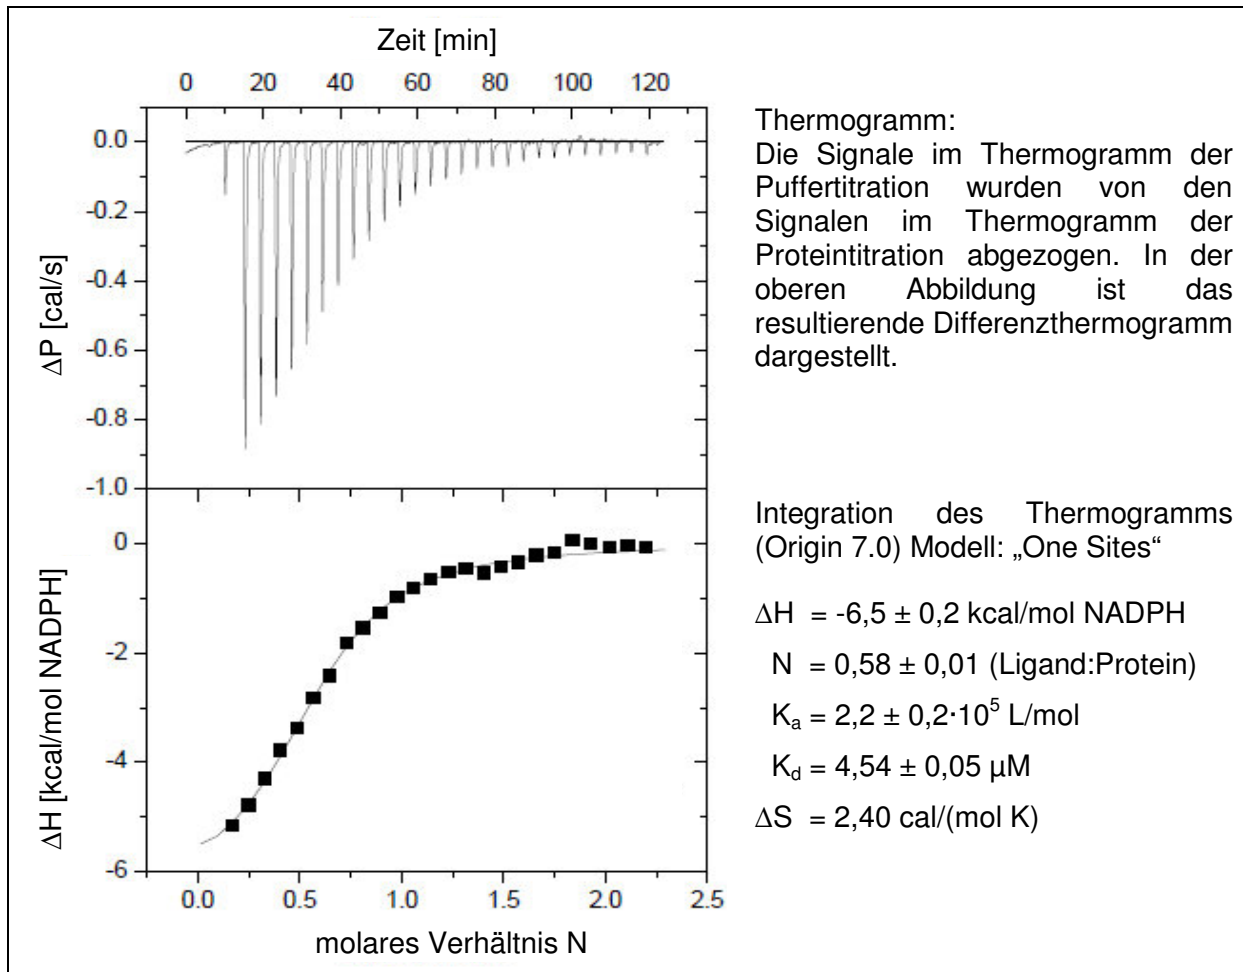 Zeit [min]
0 20 40 60 80 100 120
0.0
-0.2
-0.4
-0.6
-0.8
-1.0
ΔP [cal/s]
Thermogramm:
Die Signale im Thermogramm der
Puffertitration wurden von den
Signalen im Thermogramm der
Proteintitration abgezogen. In der
oberen Abbildung ist das
resultierende Differenzthermogramm
dargestellt.
0
-2
-4
-6
ΔH [kcal/mol NADPH]
0.0 0.5 1.0 1.5 2.0 2.5
molares Verhältnis N
Integration des Thermogramms
(Origin 7.0) Modell: „One Sites“
ΔH = -6,5 ± 0,2 kcal/mol NADPH
N = 0,58 ± 0,01 (Ligand:Protein)
Kₐ = 2,2 ± 0,2·10⁵ L/mol
K_d = 4,54 ± 0,05 µM
ΔS = 2,40 cal/(mol K)